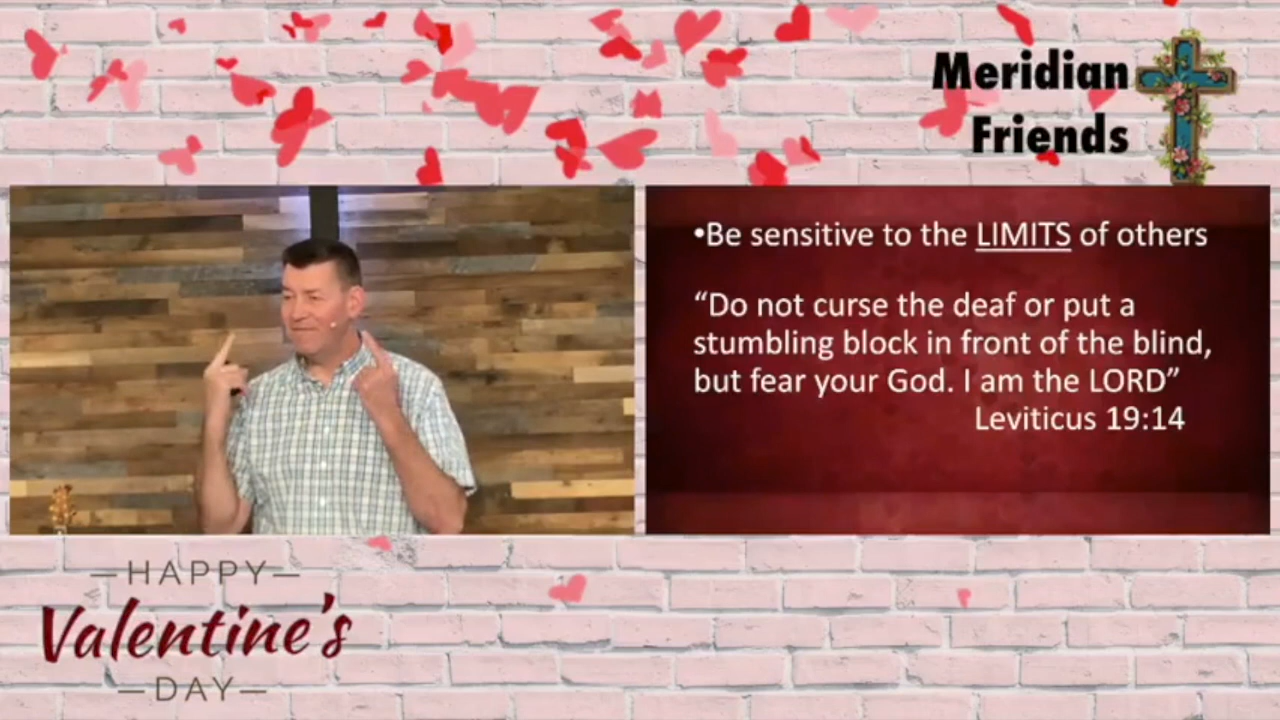 Meridian
Friends
•Be sensitive to the LIMITS of others
“Do not curse the deaf or put a
stumbling block in front of the blind,
but fear your God. I am the LORD”
Leviticus 19:14
—HAPPY—
Valentine's
—DAY—